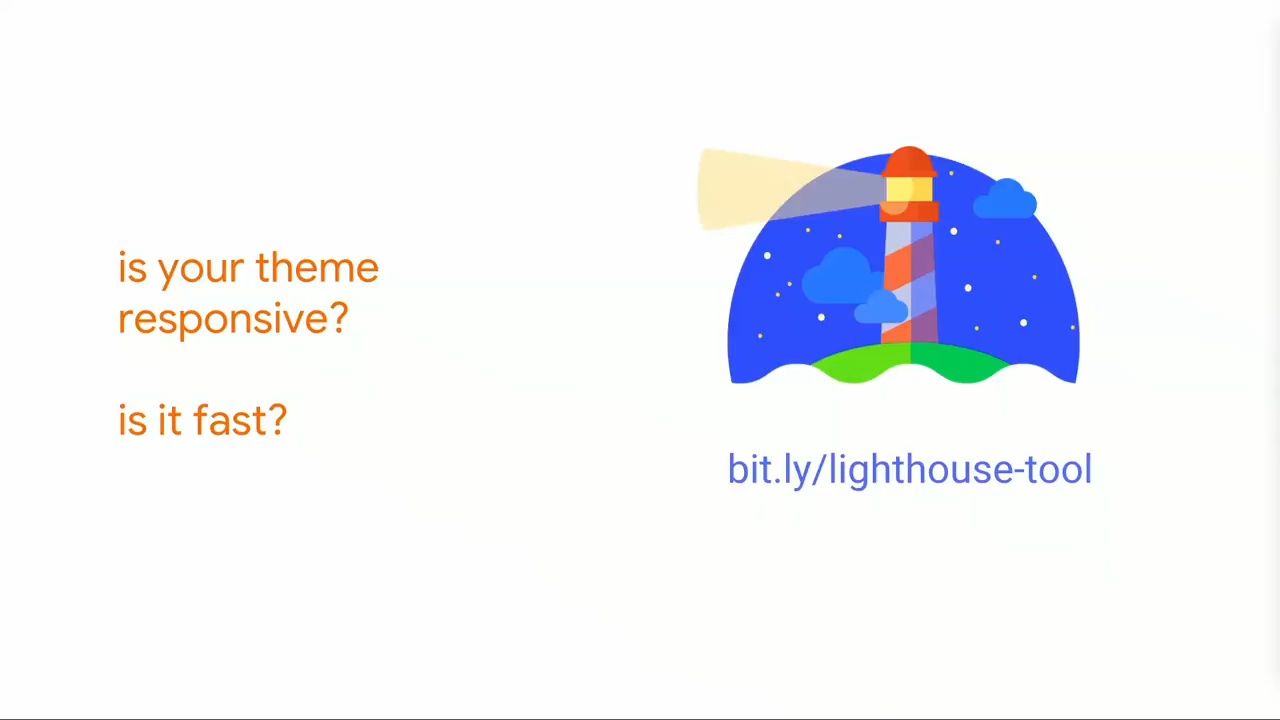 is your theme
responsive?
is it fast?
bit.ly/lighthouse-tool